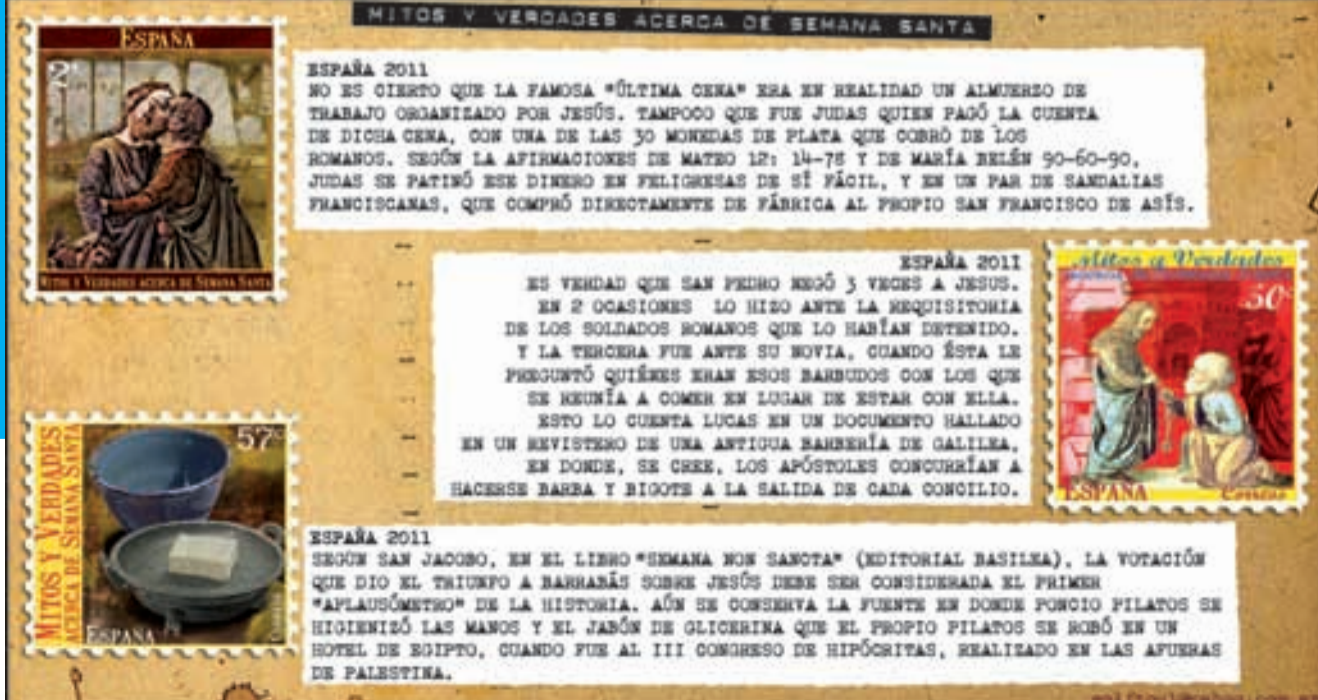 MITOS Y VERDADES ACERCA DE SEMANA SANTA
ESPAÑA
2
MITOS Y VERDADES ACERCA DE SEMANA SANTA
ESPAÑA 2011
NO ES CIERTO QUE LA FAMOSA "ÚLTIMA CENA" ERA EN REALIDAD UN ALMUERZO DE
TRABAJO ORGANIZADO POR JESÚS. TAMPOCO QUE FUE JUDAS QUIEN PAGÓ LA CUENTA
DE DICHA CENA, CON UNA DE LAS 30 MONEDAS DE PLATA QUE COBRÓ DE LOS
ROMANOS. SEGÚN LA AFIRMACIONES DE MATEO 12: 14-78 Y DE MARÍA BELÉN 90-60-90,
JUDAS SE PATINÓ ESE DINERO EN FELIGRESAS DE SÍ FÁCIL, Y EN UN PAR DE SANDALIAS
FRANCISCANAS, QUE COMPRÓ DIRECTAMENTE DE FÁBRICA AL PROPIO SAN FRANCISCO DE ASÍS.
ESPAÑA 2011
ES VERDAD QUE SAN PEDRO NEGÓ 3 VECES A JESUS.
EN 2 OCASIONES LO HIZO ANTE LA REQUISITORIA
DE LOS SOLDADOS ROMANOS QUE LO HABÍAN DETENIDO.
Y LA TERCERA FUE ANTE SU NOVIA, CUANDO ÉSTA LE
PREGUNTÓ QUIÉNES ERAN ESOS BARBUDOS CON LOS QUE
SE REUNÍA A COMER EN LUGAR DE ESTAR CON ELLA.
ESTO LO CUENTA LUCAS EN UN DOCUMENTO HALLADO
EN UN REVISTERO DE UNA ANTIGUA BARBERÍA DE GALILEA,
EN DONDE, SE CREE, LOS APÓSTOLES CONCURRÍAN A
HACERSE BARBA Y BIGOTE A LA SALIDA DE CADA CONCILIO.
Mitos y Verdades
50
ESPAÑA
Correos
MITOS Y VERDADES
ACERCA DE SEMANA SANTA
57
ESPAÑA
ESPAÑA 2011
SEGÚN SAN JACOBO, EN EL LIBRO "SEMANA NON SANCTA" (EDITORIAL BASILEA), LA VOTACIÓN
QUE DIO EL TRIUNFO A BARRABÁS SOBRE JESÚS DEBE SER CONSIDERADA EL PRIMER
"APLAUSÓMETRO" DE LA HISTORIA. AÚN SE CONSERVA LA FUENTE EN DONDE PONCIO PILATOS SE
HIGIENIZÓ LAS MANOS Y EL JABÓN DE GLICERINA QUE EL PROPIO PILATOS SE ROBÓ EN UN
HOTEL DE EGIPTO, CUANDO FUE AL III CONGRESO DE HIPÓCRITAS, REALIZADO EN LAS AFUERAS
DE PALESTINA.